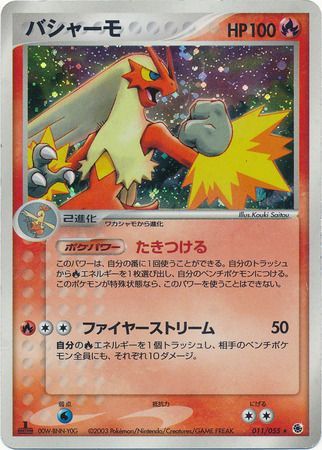 バシャーモ HP100
Illus. Kouki Saitou
2進化 ワカシャモから進化
ポケパワー たきつける
このパワーは、自分の番に1回使うことができる。自分のトラッシュ
からエネルギーを1枚選び出し、自分のベンチポケモンにつける。
このポケモンが特殊状態なら、このパワーを使うことはできない。
ファイヤーストリーム 50
自分のエネルギーを1個トラッシュし、相手のベンチポケ
モン全員にも、それぞれ10ダメージ。
弱点 抵抗力 にげる
1
00W-BNN-Y0G ©2003 Pokémon/Nintendo/Creatures/GAME FREAK 011/055 ★